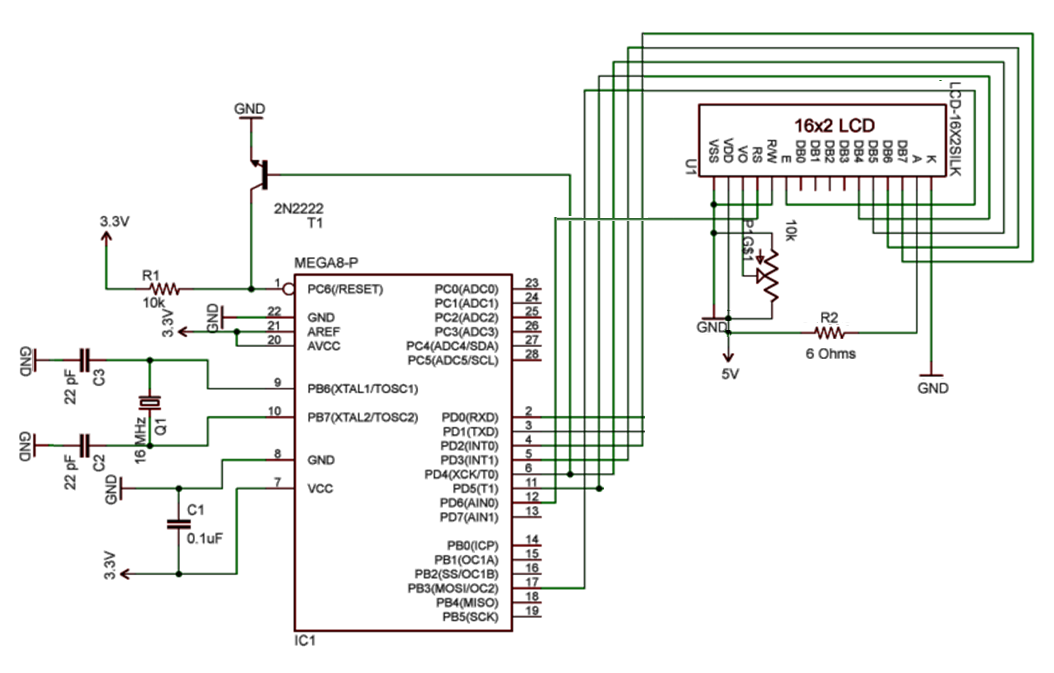 GND
2N2222
T1
3.3V
R1
10k
3.3V
GND
MEGA8-P
1
PC6(/RESET)
22
GND
21
AREF
20
AVCC
9
PB6(XTAL1/TOSC1)
10
PB7(XTAL2/TOSC2)
8
GND
7
VCC
PC0(ADC0)
23
PC1(ADC1)
24
PC2(ADC2)
25
PC3(ADC3)
26
PC4(ADC4/SDA)
27
PC5(ADC5/SCL)
28
PD0(RXD)
2
PD1(TXD)
3
PD2(INT0)
4
PD3(INT1)
5
PD4(XCK/T0)
6
PD5(T1)
11
PD6(AIN0)
12
PD7(AIN1)
13
PB0(ICP)
14
PB1(OC1A)
15
PB2(SS/OC1B)
16
PB3(MOSI/OC2)
17
PB4(MISO)
18
PB5(SCK)
19
IC1
GND
22 pF
C3
16 MHz
Q1
GND
22 pF
C2
GND
C1
0.1uF
3.3V
16x2 LCD
LCD-16X2SILK
U1
VSS
VDD
VO
RS
R/W
E
DB0
DB1
DB2
DB3
DB4
DB5
DB6
DB7
A
K
P1G$1
10k
GND
5V
R2
6 Ohms
GND